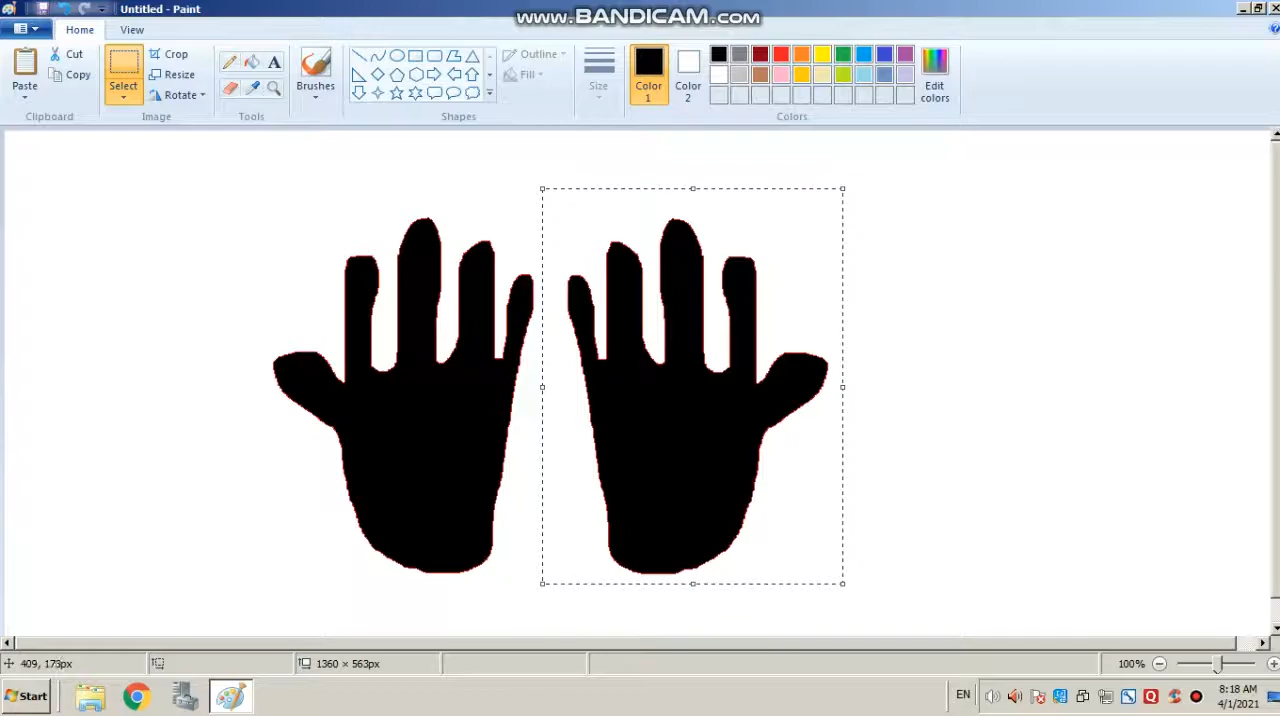 Untitled - Paint
www.BANDICAM.com
Home
View
Paste
Cut
Copy
Clipboard
Select
Crop
Resize
Rotate
Image
A
Tools
Brushes
Outline
Fill
Shapes
Size
Color
1
Color
2
Edit
colors
Colors
409, 173px
1360 × 563px
100%
Start
EN
8:18 AM
4/1/2021